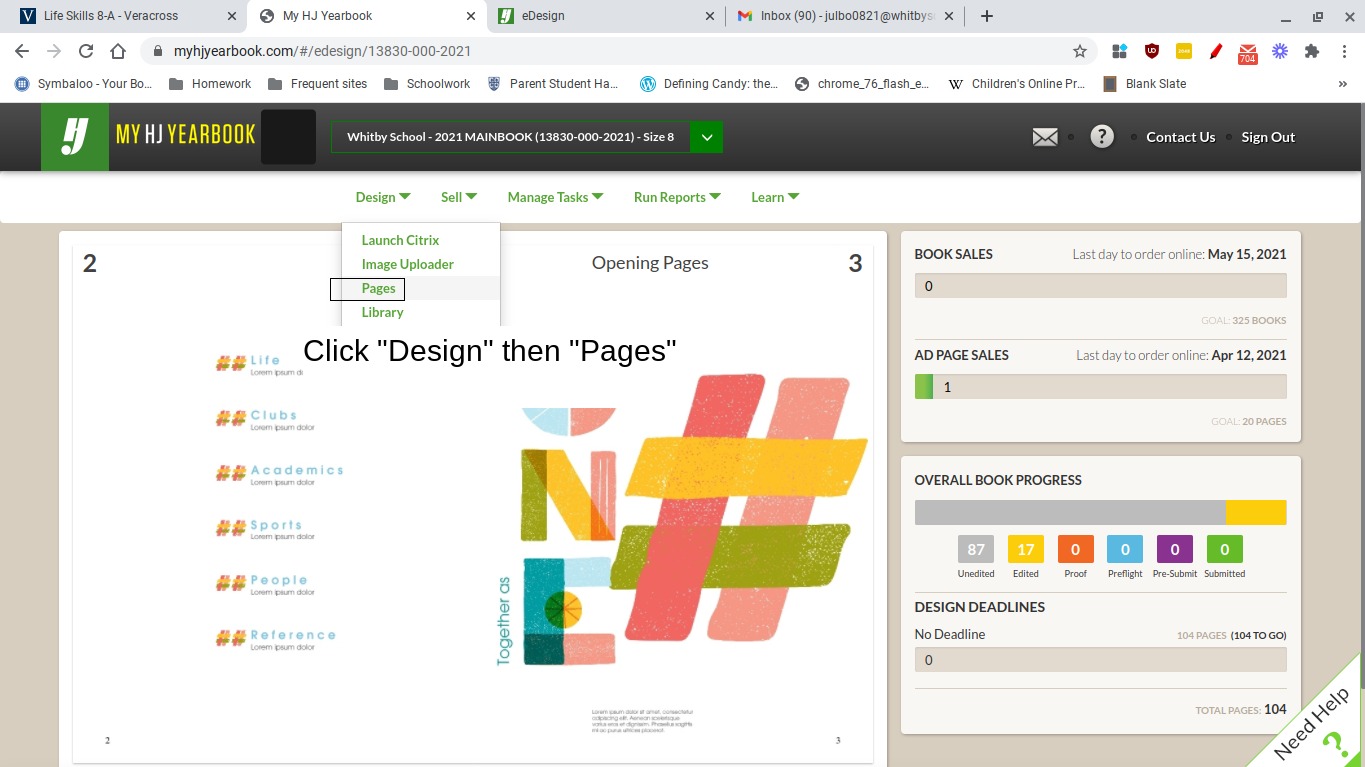 Life Skills 8-A - Veracross
My HJ Yearbook
eDesign
Inbox (90) - julbo0821@whitbys
myhjyearbook.com/#/edesign/13830-000-2021
2048
704
Symbaloo - Your Bo...
Homework
Frequent sites
Schoolwork
Parent Student Ha...
Defining Candy: the...
chrome_76_flash_e...
Children's Online Pr...
Blank Slate
MY HJ YEARBOOK
Whitby School - 2021 MAINBOOK (13830-000-2021) - Size 8
Contact Us
Sign Out
Design
Sell
Manage Tasks
Run Reports
Learn
Launch Citrix
Image Uploader
Pages
Library
2
Opening Pages
3
Click "Design" then "Pages"
## Life
Lorem ipsum
## Clubs
Lorem ipsum dolor
## Academics
Lorem ipsum dolor
## Sports
Lorem ipsum dolor
## People
Lorem ipsum dolor
## Reference
Lorem ipsum dolor
2
#
N
E
Together as
Lorem ipsum dolor sit amet, consectetur
adipiscing elit. Aenean scelerisque
varius eros et dignissim. Phasellus sagittis
mi ac purus ultrices placerat.
3
BOOK SALES
Last day to order online: May 15, 2021
0
GOAL: 325 BOOKS
AD PAGE SALES
Last day to order online: Apr 12, 2021
1
GOAL: 20 PAGES
OVERALL BOOK PROGRESS
87 17 0 0 0 0
Unedited Edited Proof Preflight Pre-Submit Submitted
DESIGN DEADLINES
No Deadline
104 PAGES (104 TO GO)
0
TOTAL PAGES: 104
Need Help
?